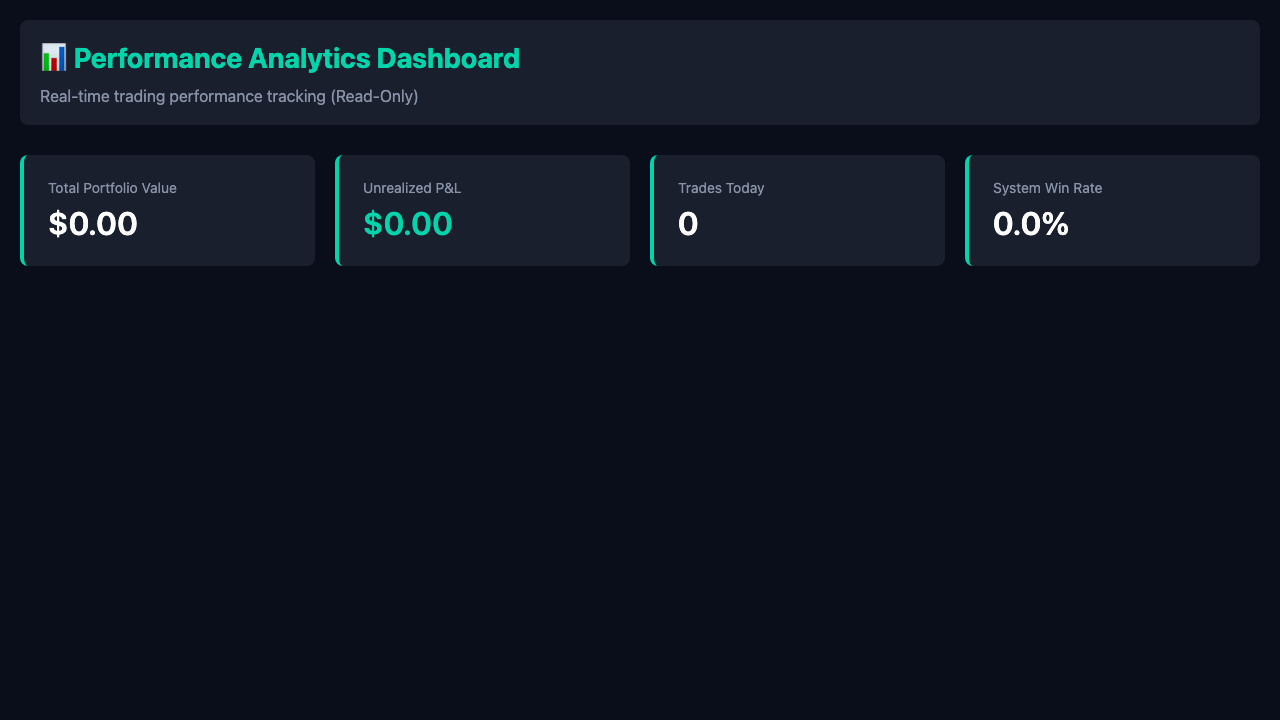 📊 Performance Analytics Dashboard
Real-time trading performance tracking (Read-Only)
Total Portfolio Value
$0.00
Unrealized P&L
$0.00
Trades Today
0
System Win Rate
0.0%